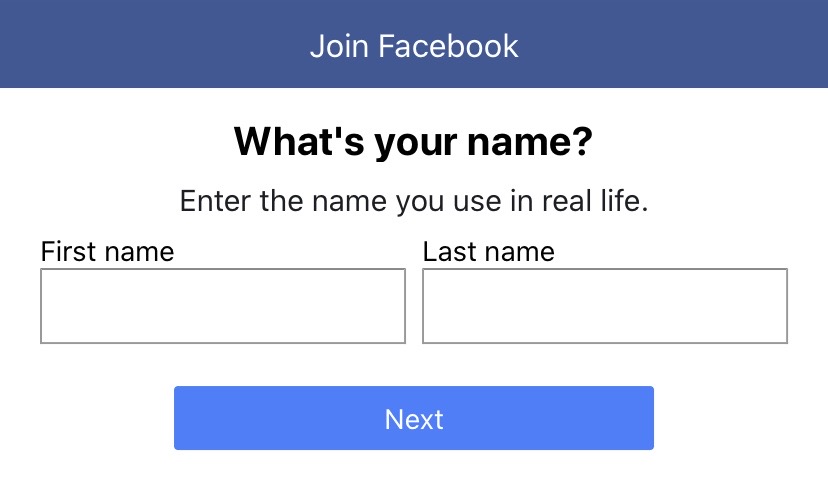 Join Facebook
What's your name?
Enter the name you use in real life.
First name Last name
Next